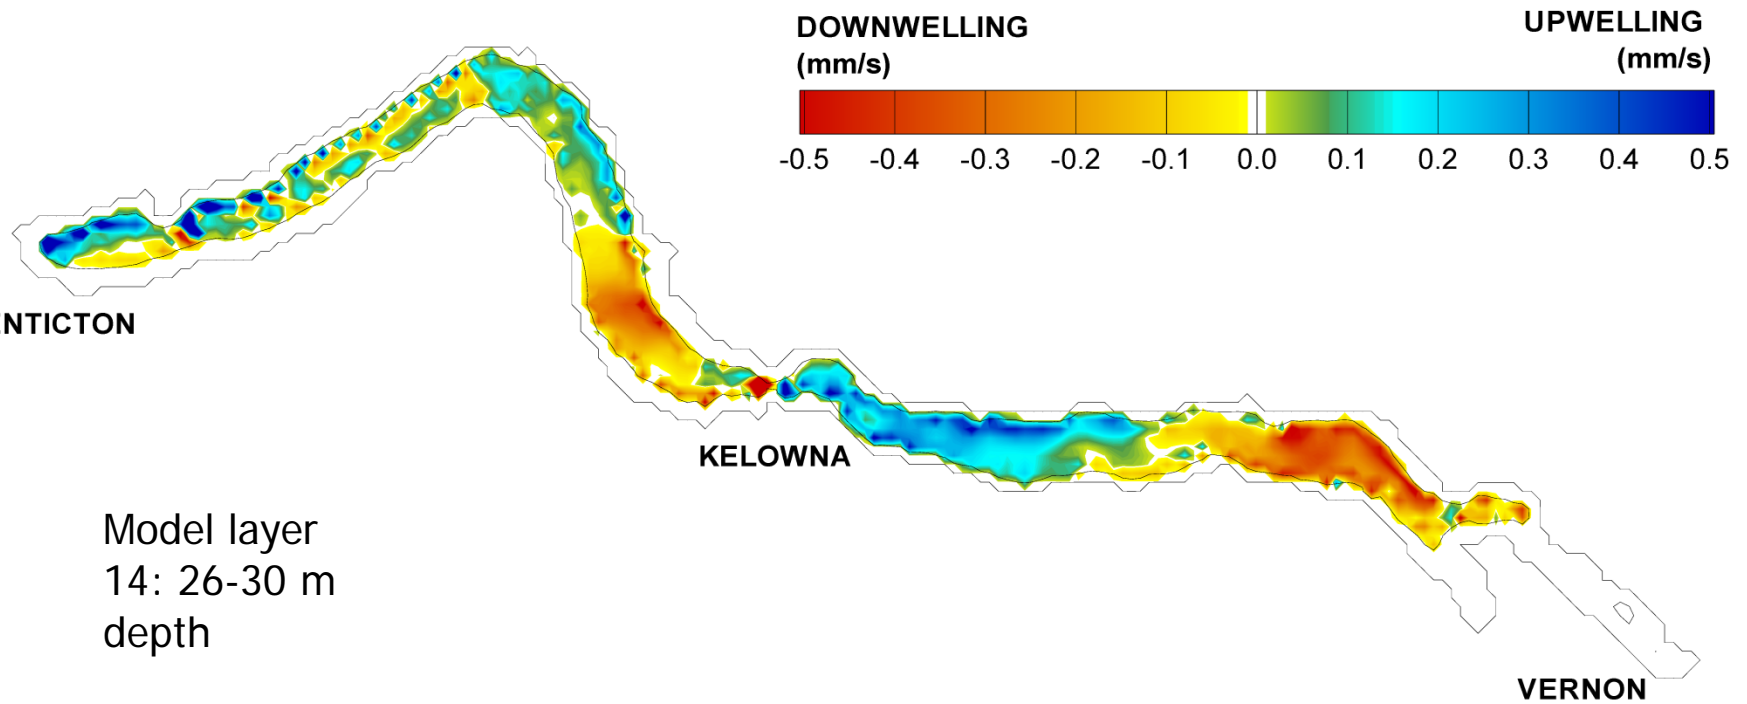 DOWNWELLING
(mm/s)
UPWELLING
(mm/s)
-0.5 -0.4 -0.3 -0.2 -0.1 0.0 0.1 0.2 0.3 0.4 0.5
ENTICTON
KELOWNA
Model layer
14: 26-30 m
depth
VERNON